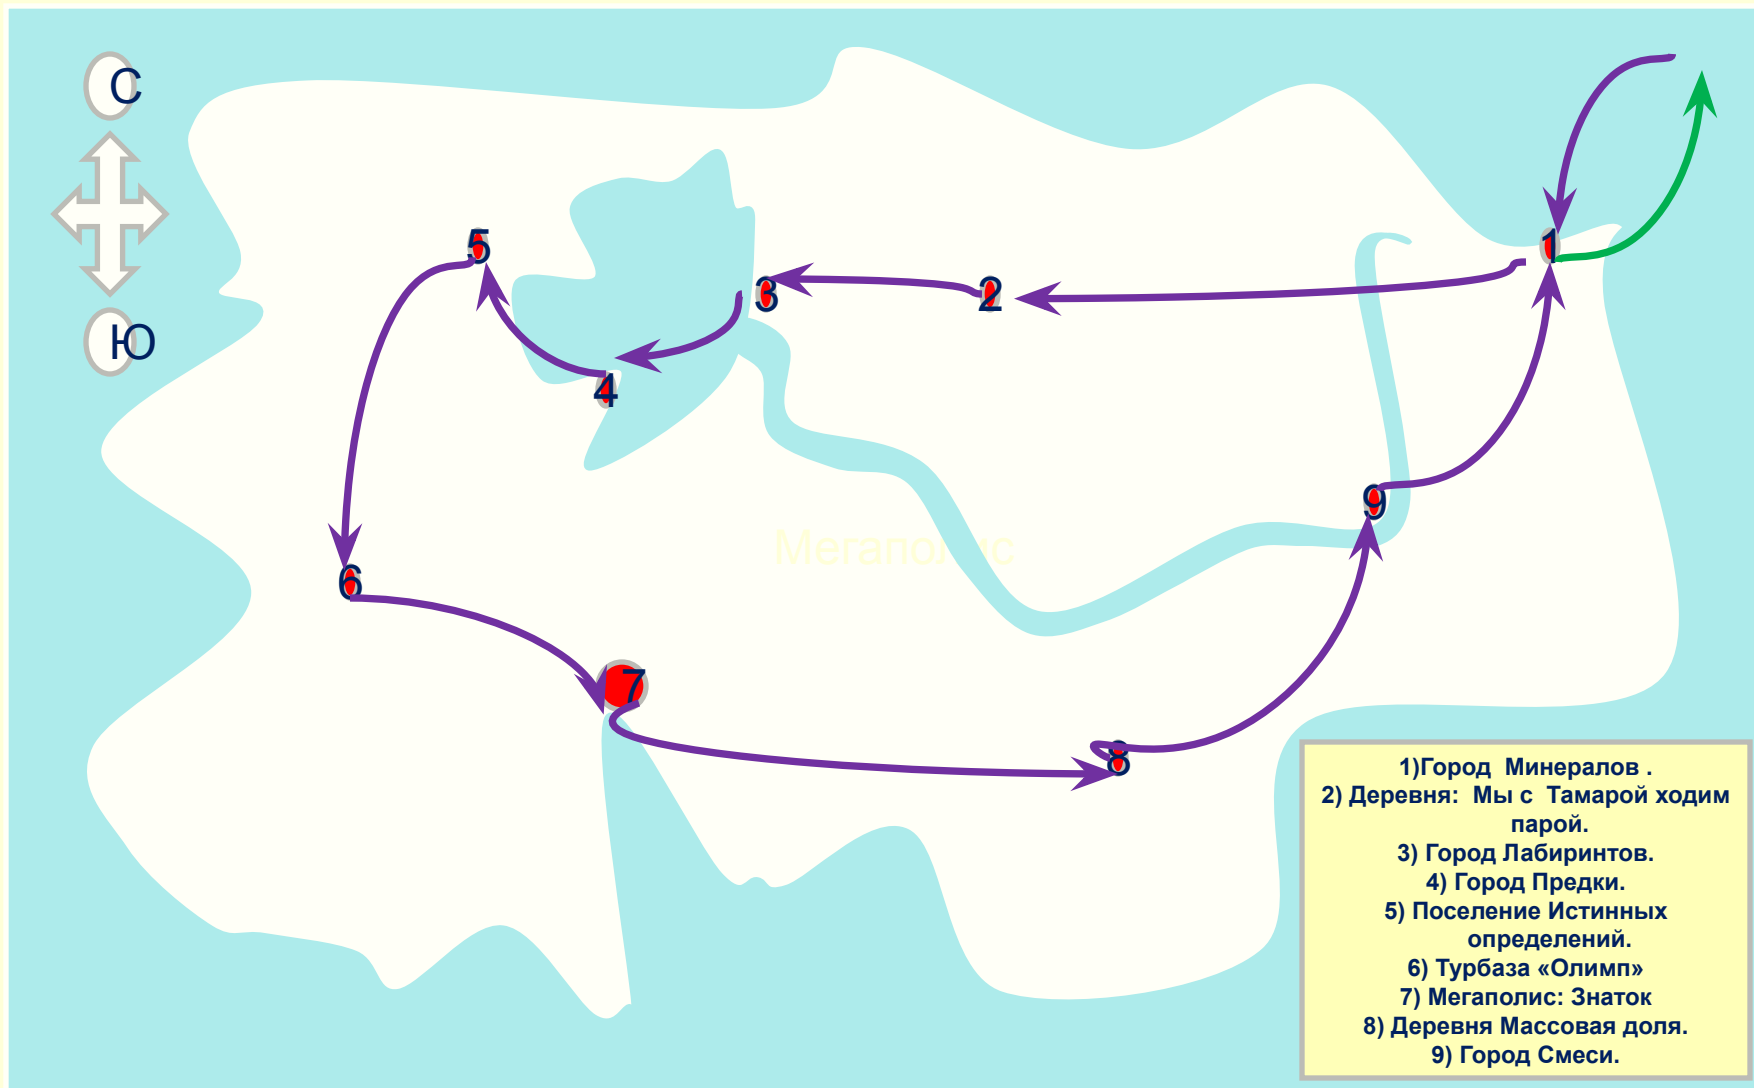 С
Ю
1
2
3
4
5
6
7
8
9
Мегаполис
1)Город Минералов .
2) Деревня: Мы с Тамарой ходим
парой.
3) Город Лабиринтов.
4) Город Предки.
5) Поселение Истинных
определений.
6) Турбаза «Олимп»
7) Мегаполис: Знаток
8) Деревня Массовая доля.
9) Город Смеси.